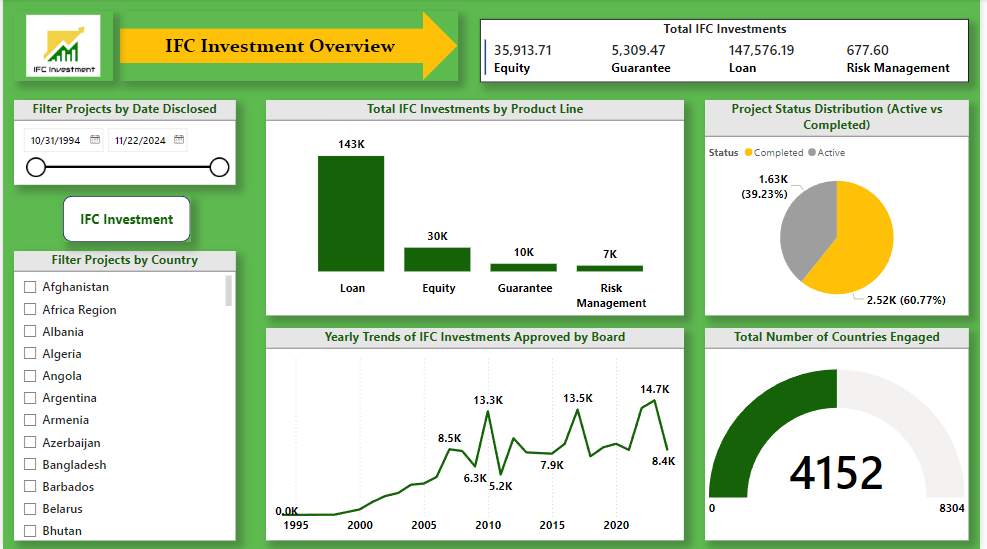 IFC Investment
IFC Investment Overview
Total IFC Investments
35,913.71 5,309.47 147,576.19 677.60
Equity Guarantee Loan Risk Management
Filter Projects by Date Disclosed
10/31/1994 11/22/2024
IFC Investment
Filter Projects by Country
Afghanistan
Africa Region
Albania
Algeria
Angola
Argentina
Armenia
Azerbaijan
Bangladesh
Barbados
Belarus
Bhutan
Total IFC Investments by Product Line
143K
30K
10K
7K
Loan Equity Guarantee Risk
Management
Yearly Trends of IFC Investments Approved by Board
14.7K
13.3K
13.5K
8.5K
6.3K
5.2K
7.9K
8.4K
0.0K
1995 2000 2005 2010 2015 2020
Project Status Distribution (Active vs
Completed)
Status Completed Active
1.63K
(39.23%)
2.52K (60.77%)
Total Number of Countries Engaged
4152
0 8304